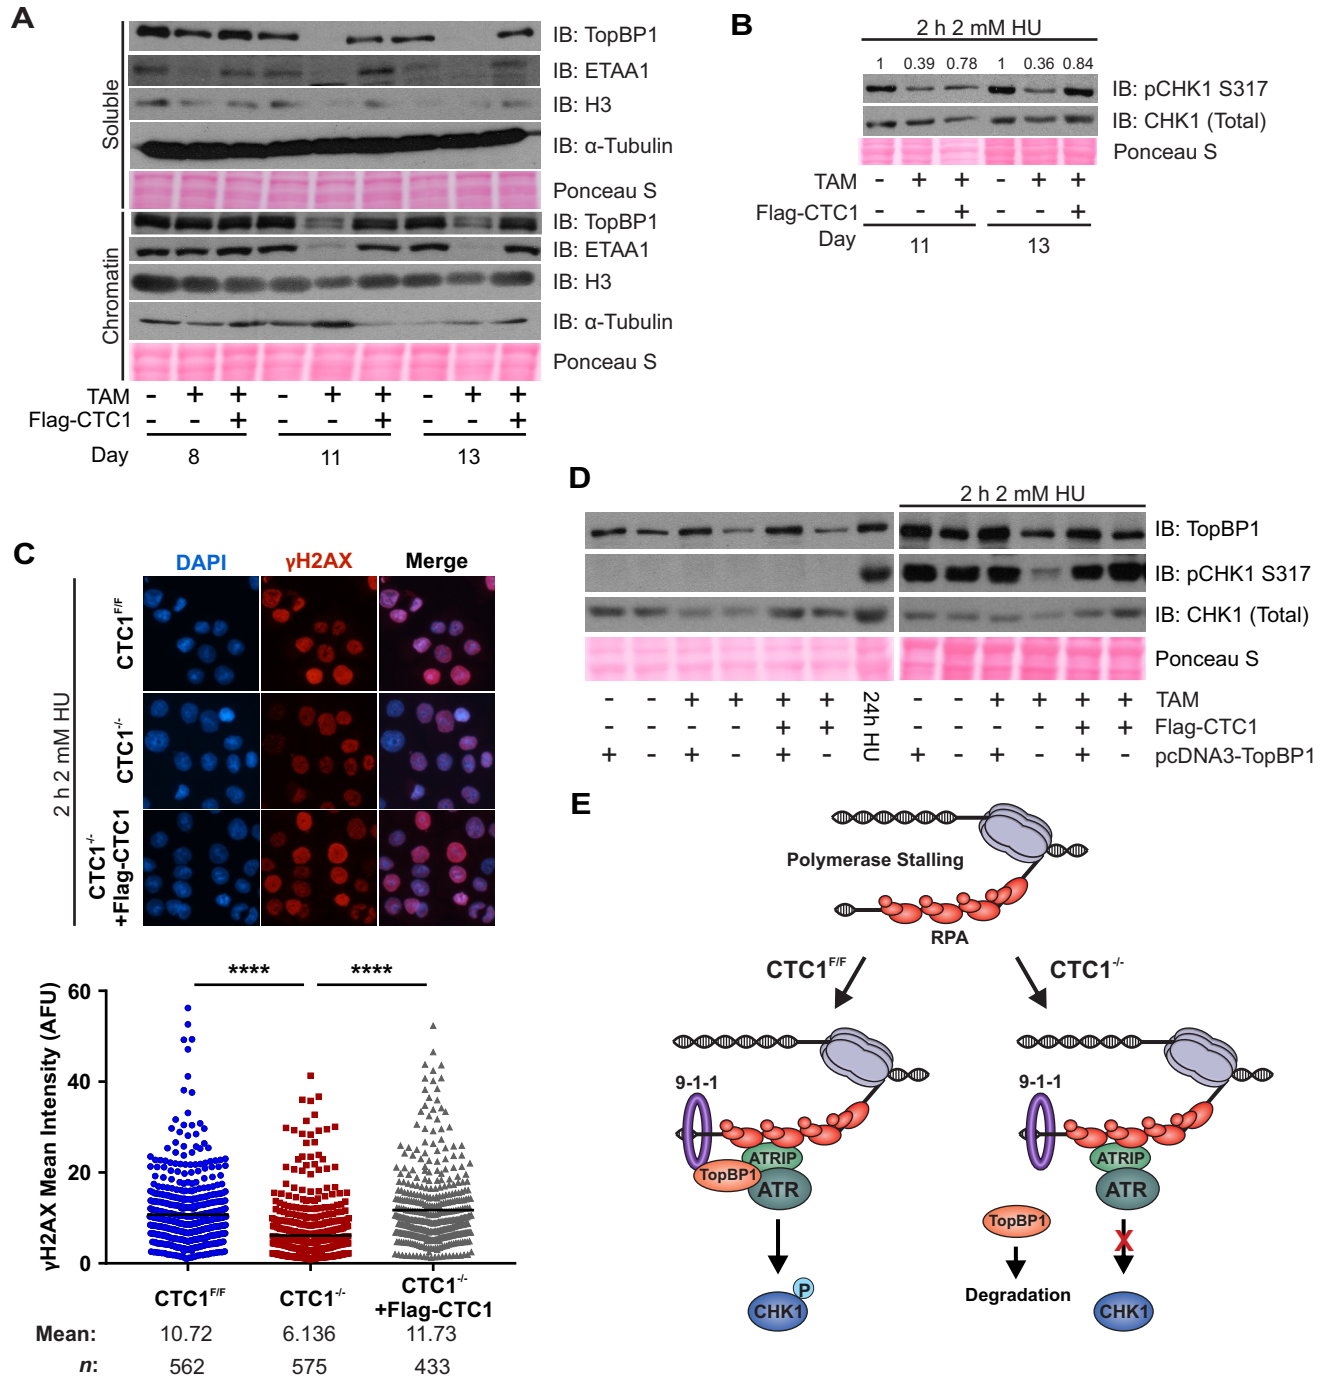 A
Soluble
IB: TopBP1
IB: ETAA1
IB: H3
IB: α-Tubulin
Ponceau S
Chromatin
IB: TopBP1
IB: ETAA1
IB: H3
IB: α-Tubulin
Ponceau S
TAM - + + - + + - + +
Flag-CTC1 - - + - - + - - +
Day 8 11 13
B
2 h 2 mM HU
1 0.39 0.78 1 0.36 0.84
IB: pCHK1 S317
IB: CHK1 (Total)
Ponceau S
TAM - + + - + +
Flag-CTC1 - - + - - +
Day 11 13
C
DAPI γH2AX Merge
2 h 2 mM HU
CTC1F/F
CTC1-/-
CTC1-/-
+Flag-CTC1
**** ****
γH2AX Mean Intensity (AFU)
60
40
20
0
CTC1F/F CTC1-/- CTC1-/-
+Flag-CTC1
Mean: 10.72 6.136 11.73
n: 562 575 433
D
2 h 2 mM HU
IB: TopBP1
IB: pCHK1 S317
IB: CHK1 (Total)
Ponceau S
- - + + + + 24h HU - - + + + + TAM
- - - - + + - - - - + + Flag-CTC1
+ - + - + - + - + - + - pcDNA3-TopBP1
E
Polymerase Stalling
RPA
CTC1F/F CTC1-/-
9-1-1
ATRIP
TopBP1
ATR
P
CHK1
9-1-1
ATRIP
ATR
TopBP1
X
Degradation
CHK1